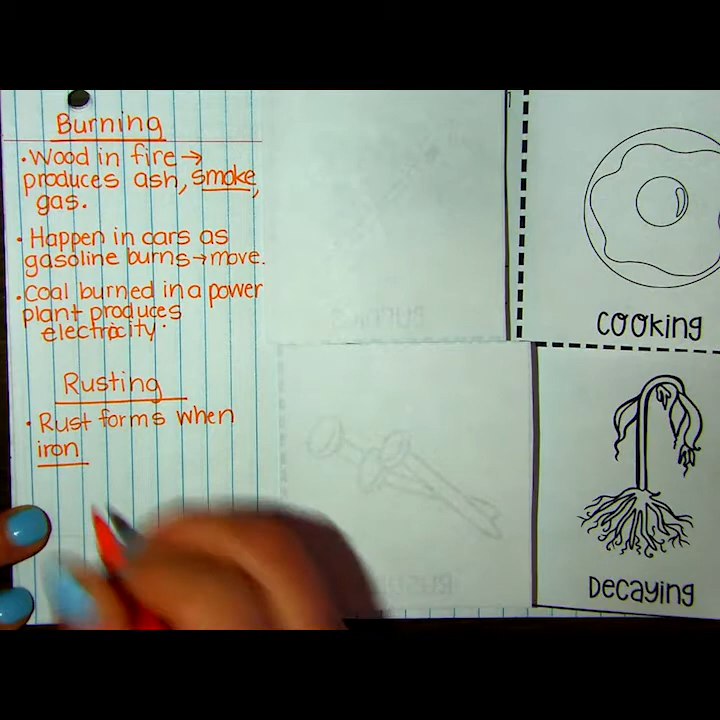 Burning
• Wood in fire →
produces ash, smoke,
gas.
• Happen in cars as
gasoline burns → move.
• Coal burned in a power
plant produces
electricity.
Rusting
• Rust forms when
iron
BURNING
COOKING
Decaying